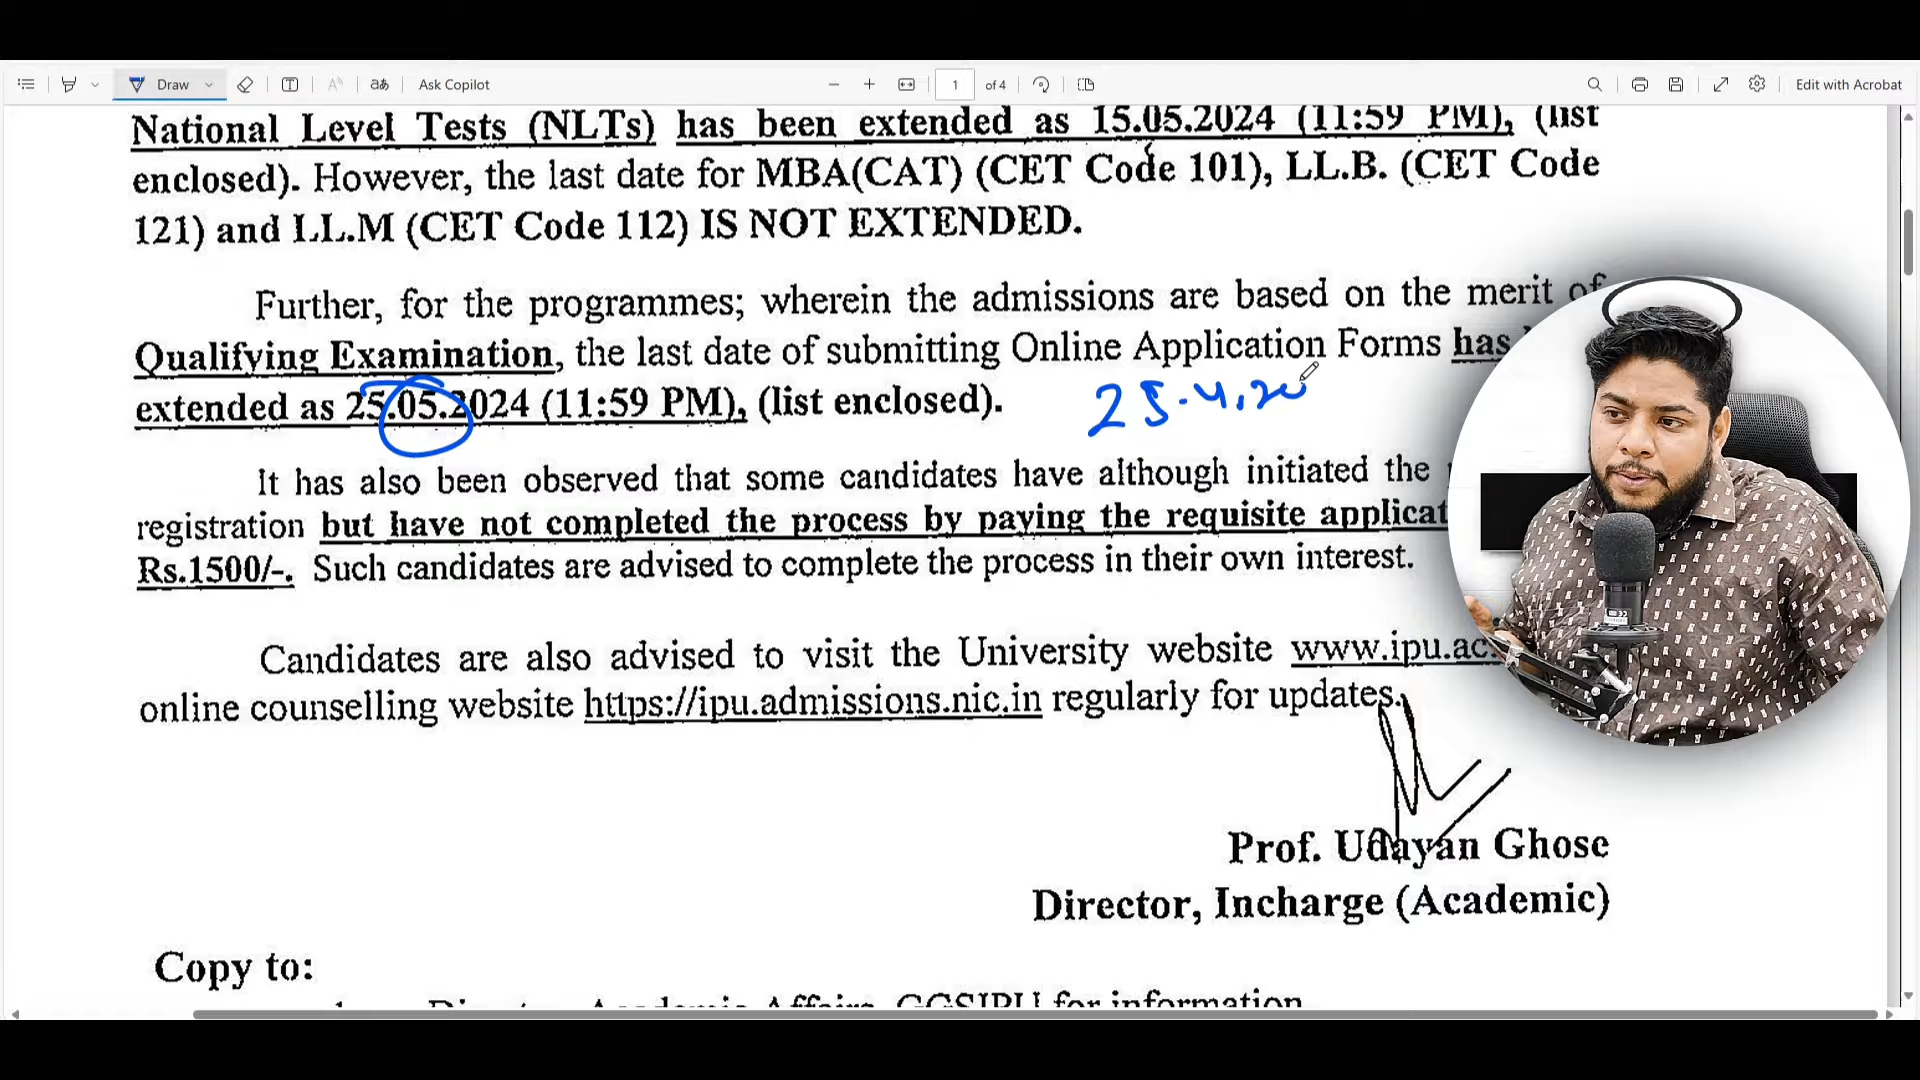 Draw
Ask Copilot
1 of 4
Edit with Acrobat
National Level Tests (NLTs) has been extended as 15.05.2024 (11:59 PM), (list
enclosed). However, the last date for MBA(CAT) (CET Code 101), LL.B. (CET Code
121) and LL.M (CET Code 112) IS NOT EXTENDED.
Further, for the programmes; wherein the admissions are based on the merit of
Qualifying Examination, the last date of submitting Online Application Forms has
extended as 25.05.2024 (11:59 PM), (list enclosed).
25.4.20
It has also been observed that some candidates have although initiated the
registration but have not completed the process by paying the requisite applicat
Rs.1500/-. Such candidates are advised to complete the process in their own interest.
Candidates are also advised to visit the University website www.ipu.ac.
online counselling website https://ipu.admissions.nic.in regularly for updates.
Prof. Udayan Ghose
Director, Incharge (Academic)
Copy to:
Director, Academic Affairs, GGSIPU for information